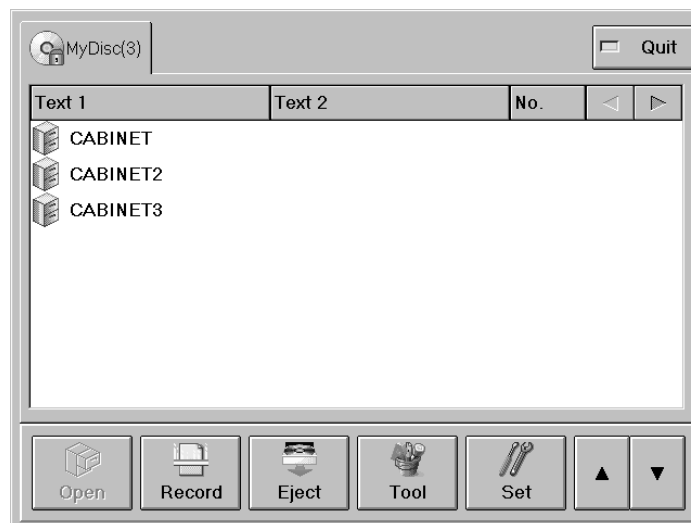 MyDisc(3)
Quit
Text 1 Text 2 No.
CABINET
CABINET2
CABINET3
Open Record Eject Tool Set